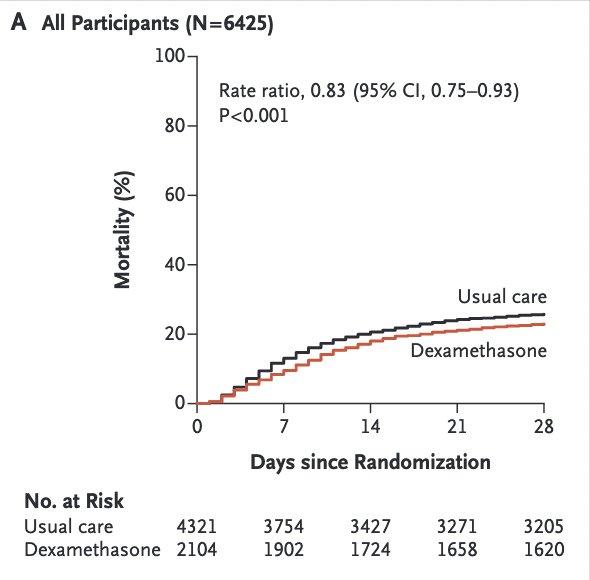 A All Participants (N=6425)
100
Rate ratio, 0.83 (95% CI, 0.75–0.93)
P<0.001
80
60
Mortality (%)
40
Usual care
20
Dexamethasone
0
0 7 14 21 28
Days since Randomization
No. at Risk
Usual care 4321 3754 3427 3271 3205
Dexamethasone 2104 1902 1724 1658 1620